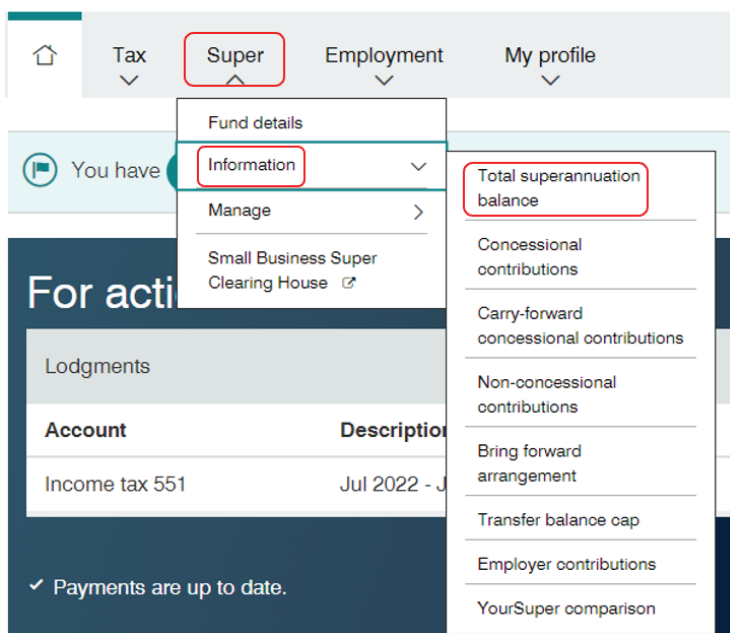 Tax
Super
Employment
My profile
Fund details
You have
Information
Manage
Small Business Super
Clearing House
Total superannuation
balance
Concessional
contributions
Carry-forward
concessional contributions
Non-concessional
contributions
Bring forward
arrangement
Transfer balance cap
Employer contributions
YourSuper comparison
For acti
Lodgments
Account
Description
Income tax 551
Jul 2022 - J
Payments are up to date.